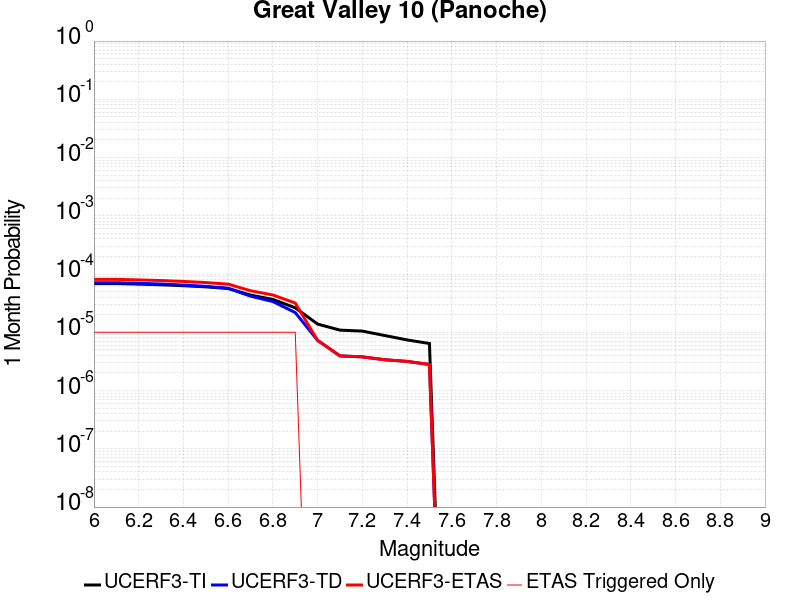 Great Valley 10 (Panoche)
10^0
10^-1
10^-2
10^-3
10^-4
10^-5
10^-6
10^-7
10^-8
1 Month Probability
6 6.2 6.4 6.6 6.8 7 7.2 7.4 7.6 7.8 8 8.2 8.4 8.6 8.8 9
Magnitude
UCERF3-TI UCERF3-TD UCERF3-ETAS ETAS Triggered Only